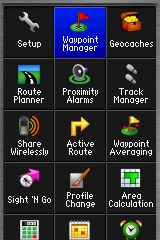 Setup
Waypoint
Manager
Geocaches
Route
Planner
Proximity
Alarms
Track
Manager
Share
Wirelessly
Active
Route
Waypoint
Averaging
Sight 'N Go
Profile
Change
Area
Calculation